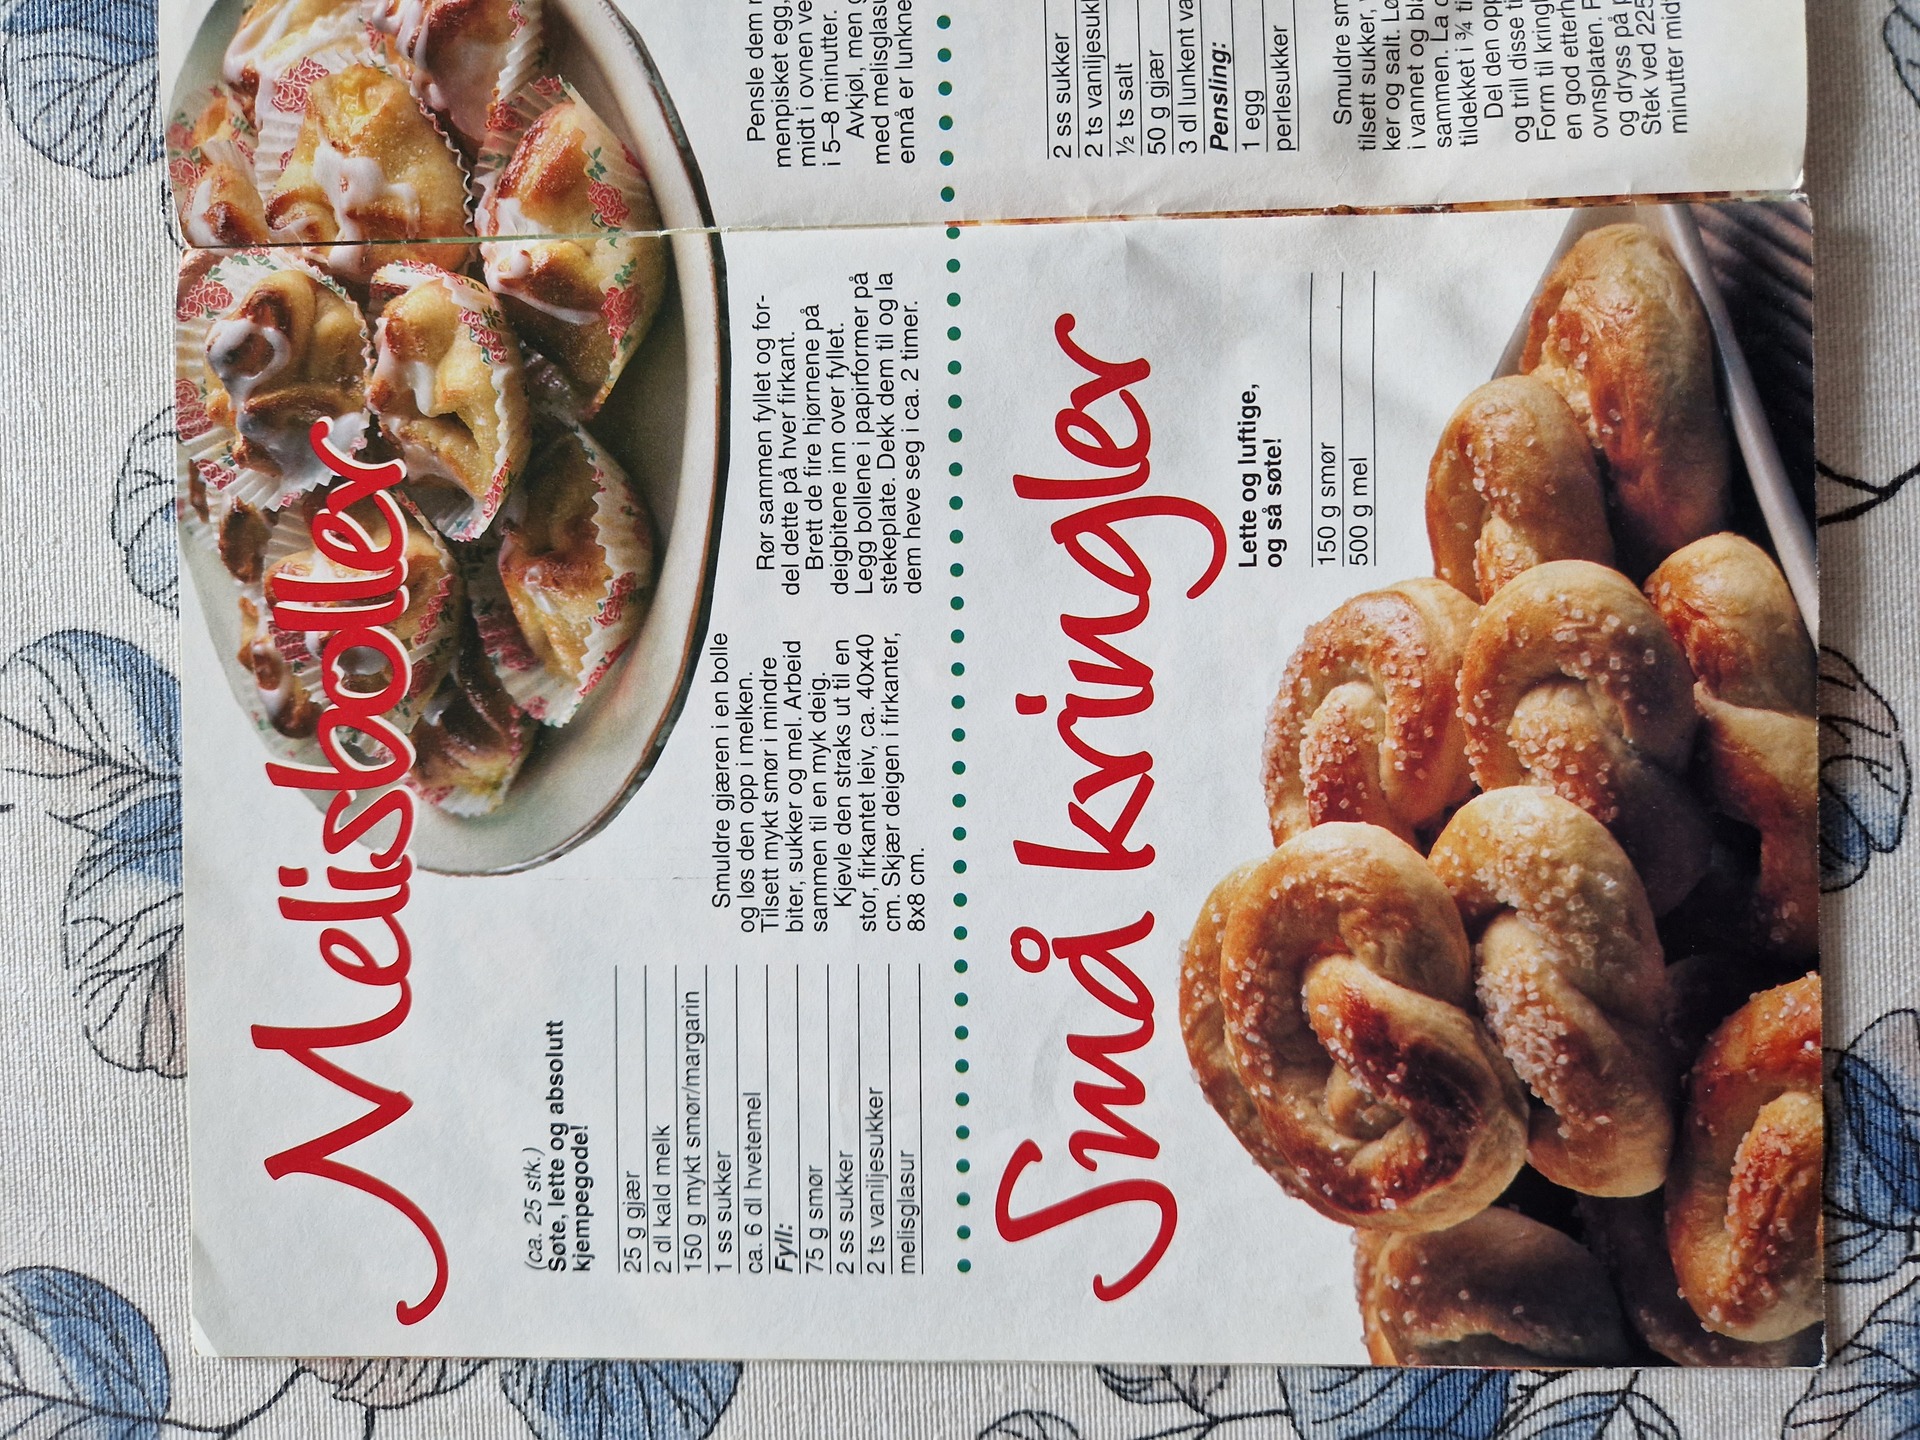 Melisboller
(ca. 25 stk.)
Søte, lette og absolutt
kjempegode!
25 g gjær
2 dl kald melk
150 g mykt smør/margarin
1 ss sukker
ca. 6 dl hvetemel
Fyll:
75 g smør
2 ss sukker
2 ts vaniljesukker
melisglasur
Smuldre gjæren i en bolle
og løs den opp i melken.
Tilsett mykt smør i mindre
biter, sukker og mel. Arbeid
sammen til en myk deig.
Kjevle den straks ut til en
stor, firkantet leiv, ca. 40x40
cm. Skjær deigen i firkanter,
8x8 cm.
Rør sammen fyllet og for-
del dette på hver firkant.
Brett de fire hjørnene på
deigbitene inn over fyllet.
Legg bollene i papirformer på
stekeplate. Dekk dem til og la
dem heve seg i ca. 2 timer.
Pensle dem
menpisket egg,
midt i ovnen
i 5–8 minutter.
Avkjøl, men
med
ennå er
Små kringler
Lette og luftige,
og så søte!
150 g smør
500 g mel
2 ss sukker
2 ts
½ ts salt
50 g gjær
3 dl lunkent
Pensling:
1 egg
perlesukker
Smuldre
tilsett sukker,
ker og salt.
i vannet og
sammen. La
tildekket i ¾
Del den
og trill disse
Form til
en god
ovnsplaten.
og dryss på
Stek ved 225
minutter